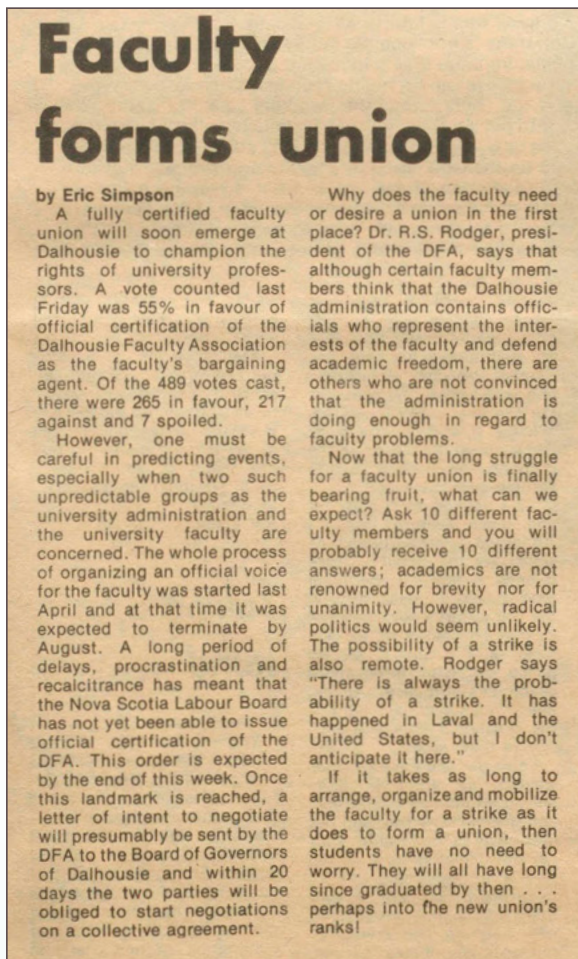 Faculty
forms union
by Eric Simpson
A fully certified faculty
union will soon emerge at
Dalhousie to champion the
rights of university profes-
sors. A vote counted last
Friday was 55% in favour of
official certification of the
Dalhousie Faculty Association
as the faculty's bargaining
agent. Of the 489 votes cast,
there were 265 in favour, 217
against and 7 spoiled.
However, one must be
careful in predicting events,
especially when two such
unpredictable groups as the
university administration and
the university faculty are
concerned. The whole process
of organizing an official voice
for the faculty was started last
April and at that time it was
expected to terminate by
August. A long period of
delays, procrastination and
recalcitrance has meant that
the Nova Scotia Labour Board
has not yet been able to issue
official certification of the
DFA. This order is expected
by the end of this week. Once
this landmark is reached, a
letter of intent to negotiate
will presumably be sent by the
DFA to the Board of Governors
of Dalhousie and within 20
days the two parties will be
obliged to start negotiations
on a collective agreement.
Why does the faculty need
or desire a union in the first
place? Dr. R.S. Rodger, presi-
dent of the DFA, says that
although certain faculty mem-
bers think that the Dalhousie
administration contains offic-
ials who represent the inter-
ests of the faculty and defend
academic freedom, there are
others who are not convinced
that the administration is
doing enough in regard to
faculty problems.
Now that the long struggle
for a faculty union is finally
bearing fruit, what can we
expect? Ask 10 different fac-
ulty members and you will
probably receive 10 different
answers; academics are not
renowned for brevity nor for
unanimity. However, radical
politics would seem unlikely.
The possibility of a strike is
also remote. Rodger says
"There is always the prob-
ability of a strike. It has
happened in Laval and the
United States, but I don't
anticipate it here."
If it takes as long to
arrange, organize and mobilize
the faculty for a strike as it
does to form a union, then
students have no need to
worry. They will all have long
since graduated by then . . .
perhaps into the new union's
ranks!